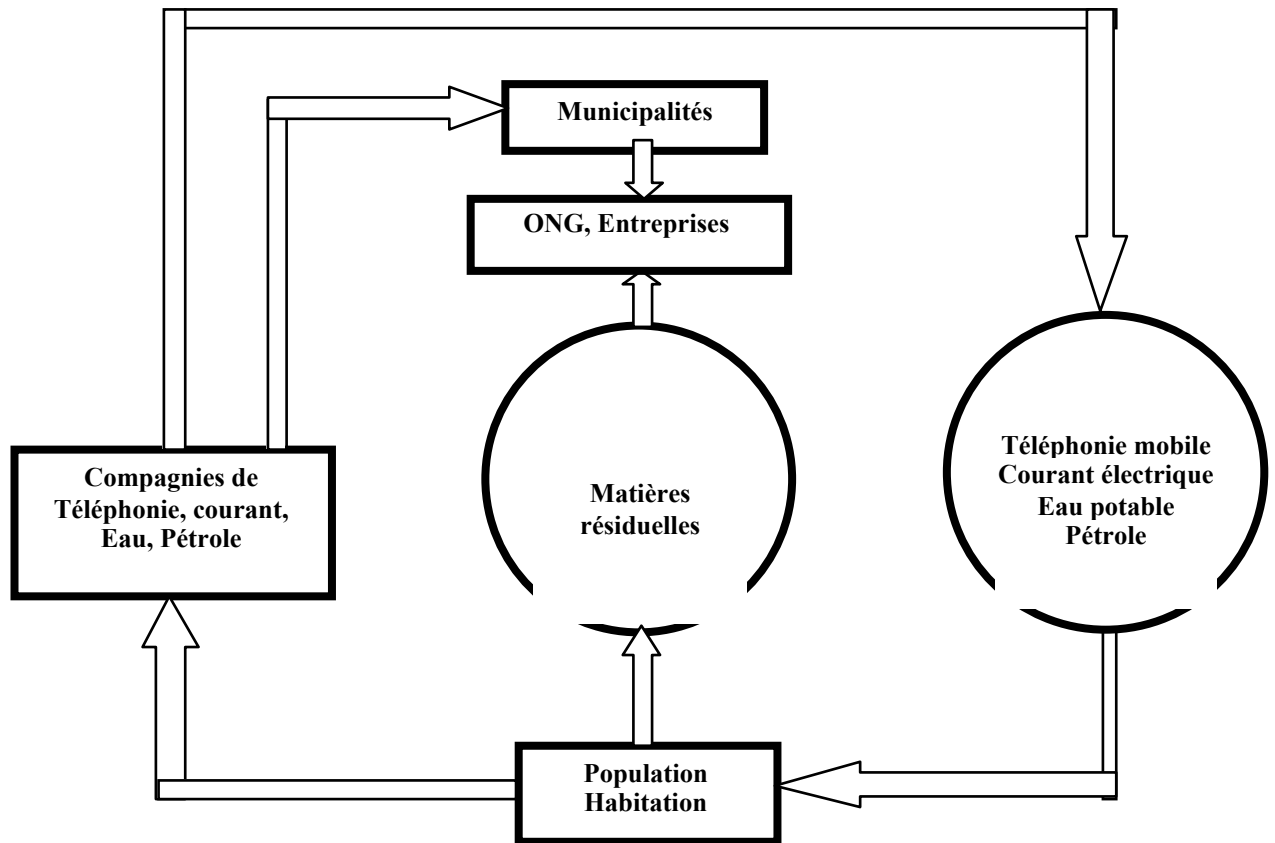 Municipalités
ONG, Entreprises
Compagnies de
Téléphonie, courant,
Eau, Pétrole
Matières
résiduelles
Téléphonie mobile
Courant électrique
Eau potable
Pétrole
Population
Habitation